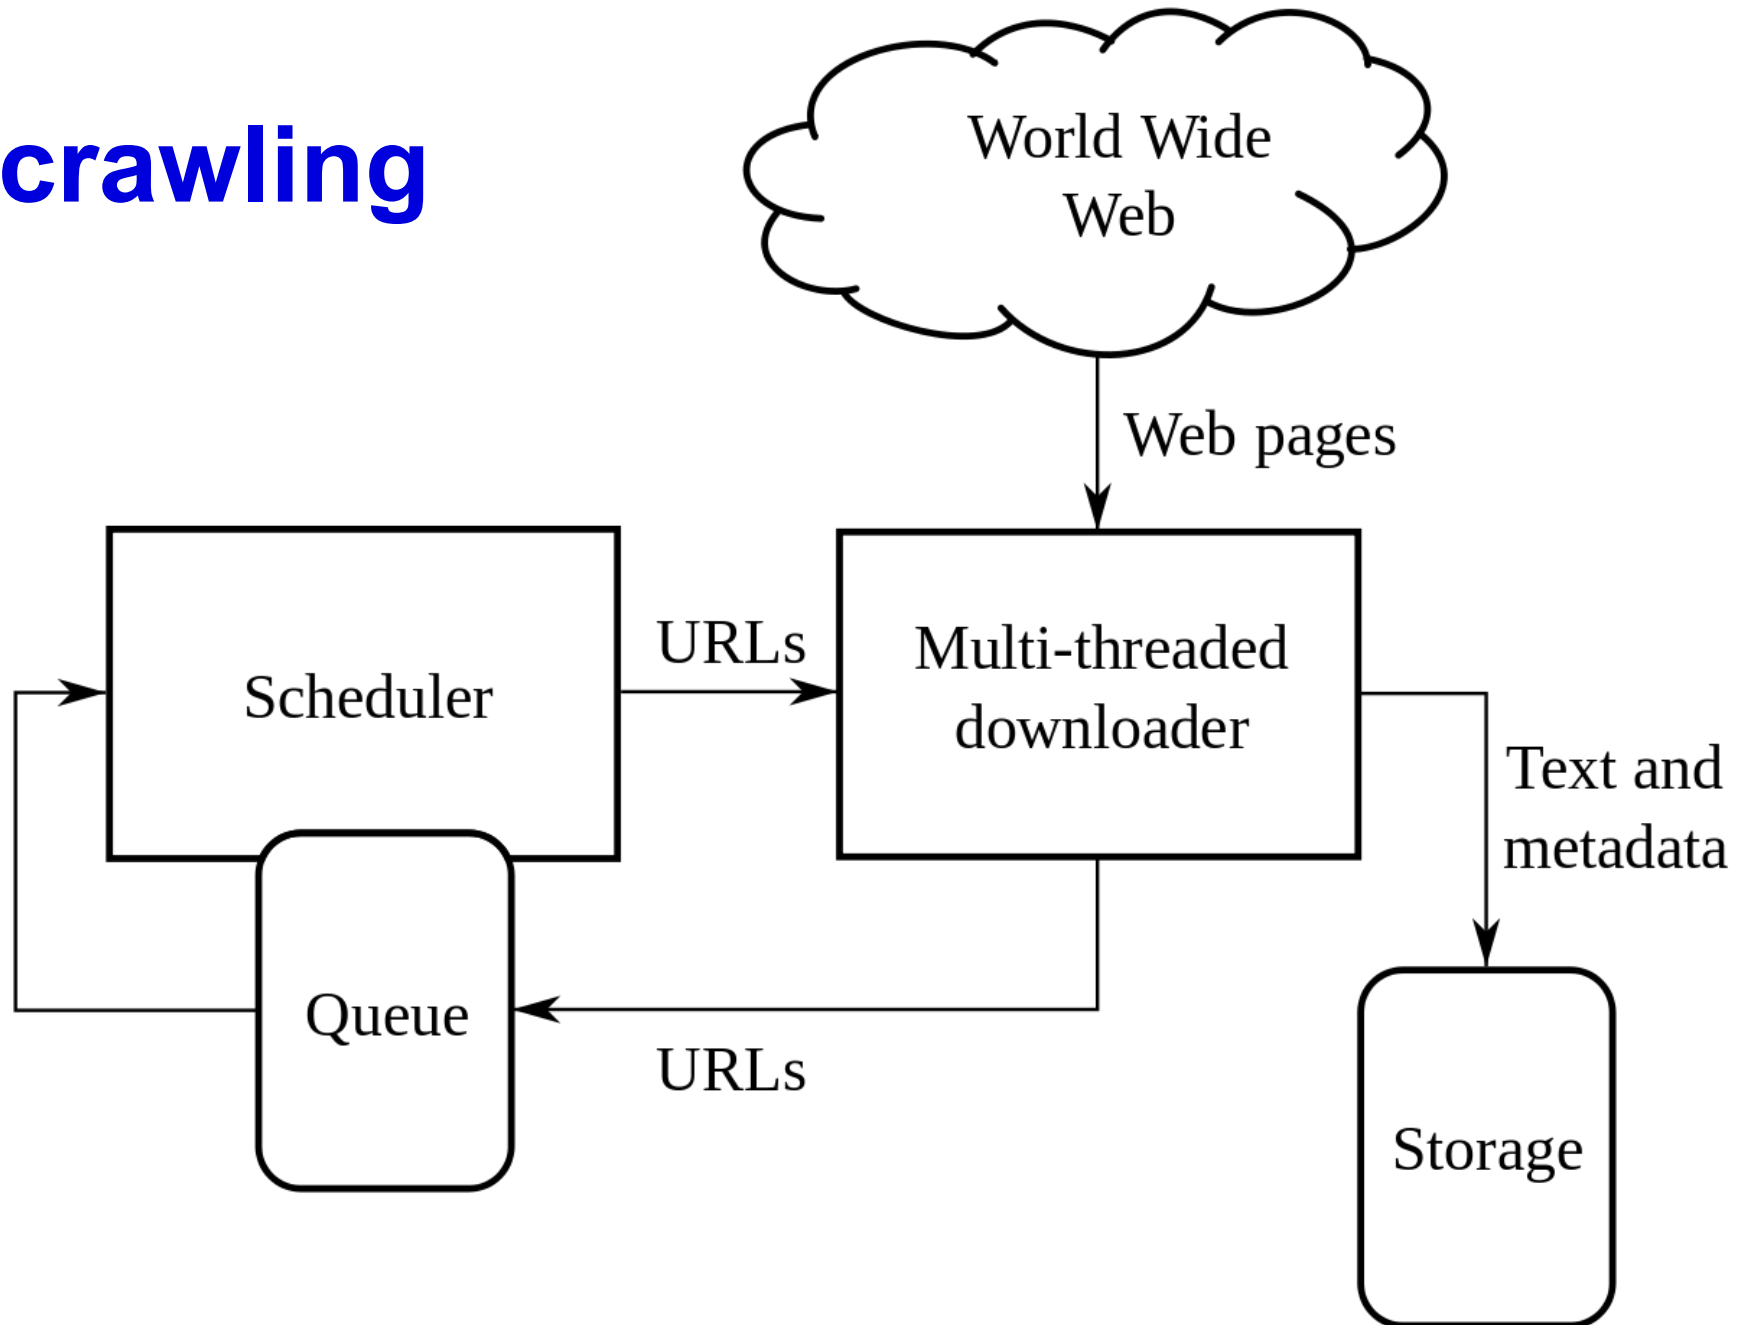 crawling
World Wide
Web
Web pages
Scheduler
URLs
Multi-threaded
downloader
Text and
metadata
Queue
URLs
Storage